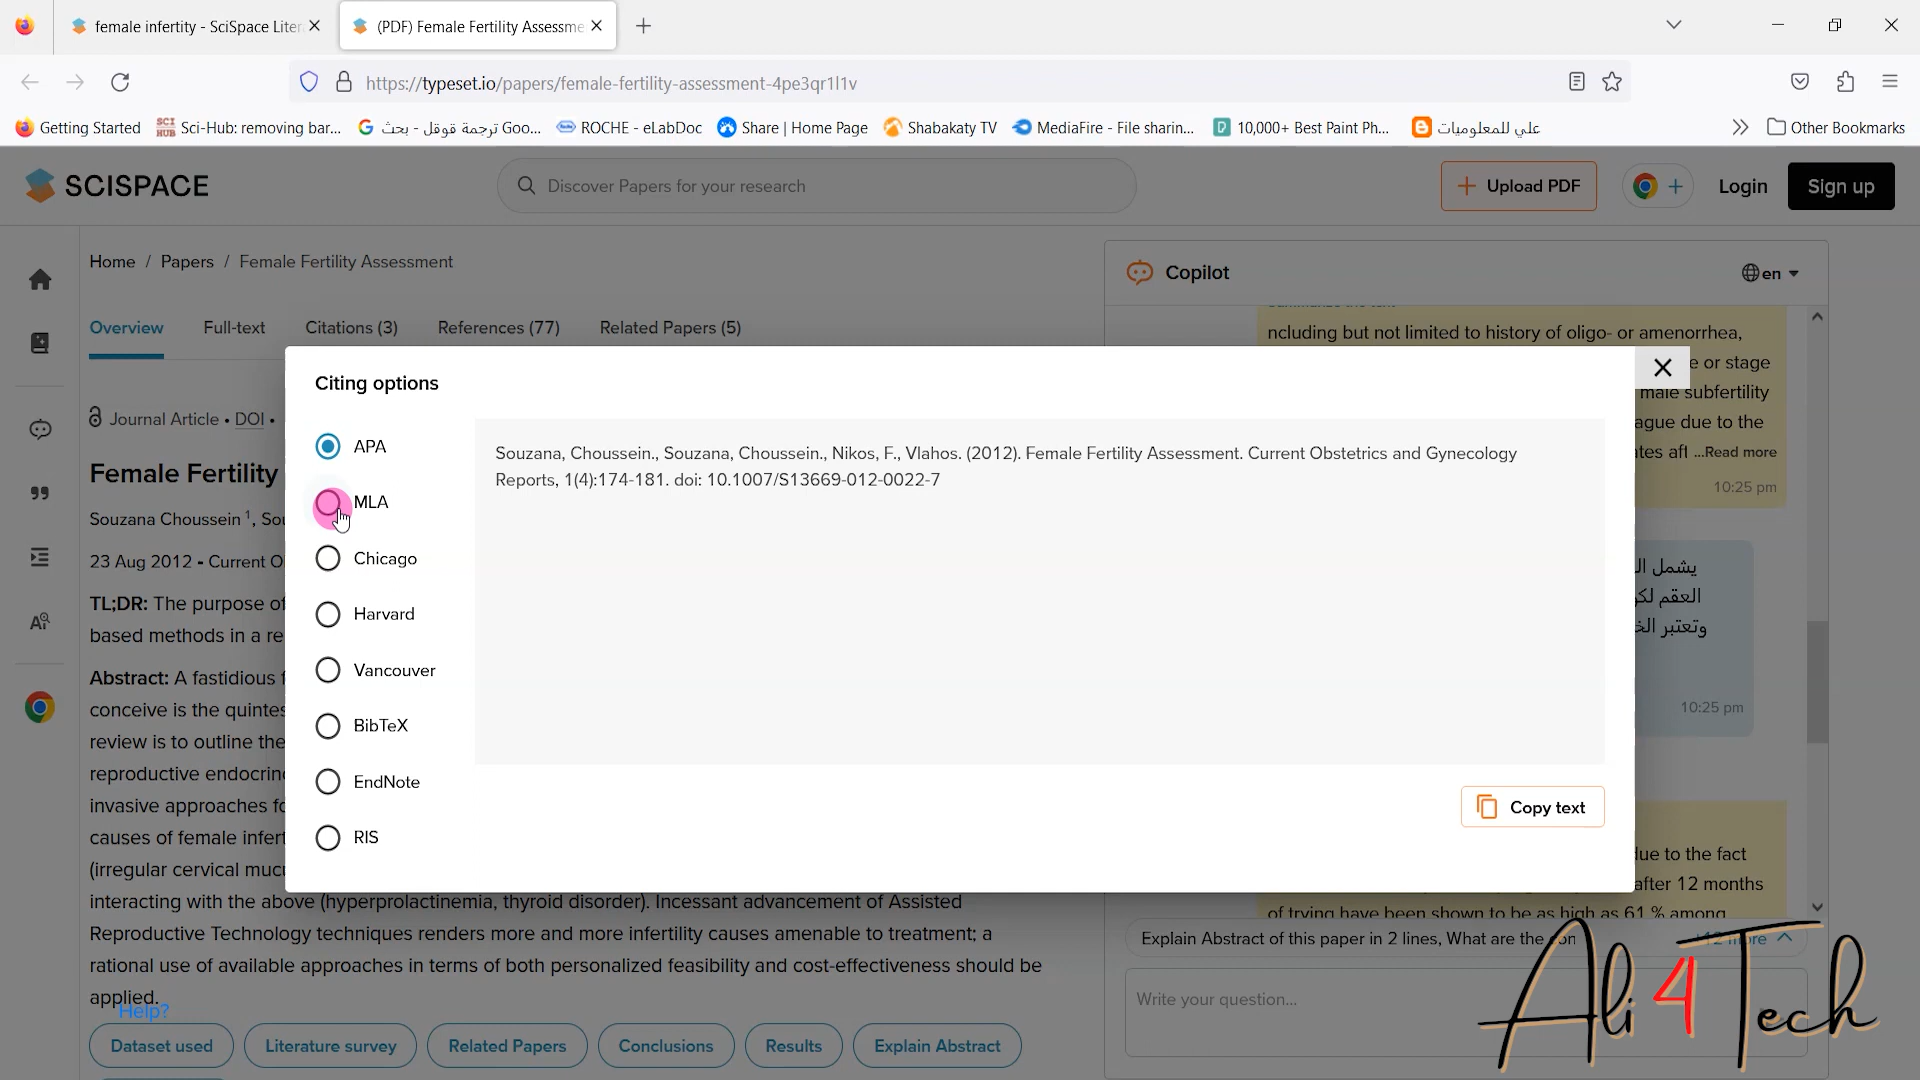 female infertity - SciSpace Liter
(PDF) Female Fertility Assessme
https://typeset.io/papers/female-fertility-assessment-4pe3qr1l1v
Getting Started
SCI HUB
Sci-Hub: removing bar...
ترجمة قوقل - بحث Goo...
ROCHE - eLabDoc
Share | Home Page
Shabakaty TV
MediaFire - File sharin...
10,000+ Best Paint Ph...
علي للمعلوميات
Other Bookmarks
SCISPACE
Discover Papers for your research
Upload PDF
Login
Sign up
Home / Papers / Female Fertility Assessment
Overview
Full-text
Citations (3)
References (77)
Related Papers (5)
Journal Article • DOI •
Female Fertility
Souzana Choussein 1, Sou
23 Aug 2012 - Current O
TL;DR: The purpose of
based methods in a re
Abstract: A fastidious f
conceive is the quintes
review is to outline the
reproductive endocrin
invasive approaches fo
causes of female infert
(irregular cervical mucu
interacting with the above (hyperprolactinemia, thyroid disorder). Incessant advancement of Assisted
Reproductive Technology techniques renders more and more infertility causes amenable to treatment; a
rational use of available approaches in terms of both personalized feasibility and cost-effectiveness should be
applied.
Help?
Dataset used
Literature survey
Related Papers
Conclusions
Results
Explain Abstract
Citing options
APA
MLA
Chicago
Harvard
Vancouver
BibTeX
EndNote
RIS
Souzana, Choussein., Souzana, Choussein., Nikos, F., Vlahos. (2012). Female Fertility Assessment. Current Obstetrics and Gynecology
Reports, 1(4):174-181. doi: 10.1007/S13669-012-0022-7
Copy text
Copilot
en
ncluding but not limited to history of oligo- or amenorrhea,
e or stage
male subfertility
ague due to the
ates aft ...Read more
10:25 pm
يشمل ال
العقم لكو
وتعتبر الخ
10:25 pm
due to the fact
after 12 months
of trying have been shown to be as high as 61 % among
Explain Abstract of this paper in 2 lines, What are the con
+12 more
Write your question...
Ali 4 Tech